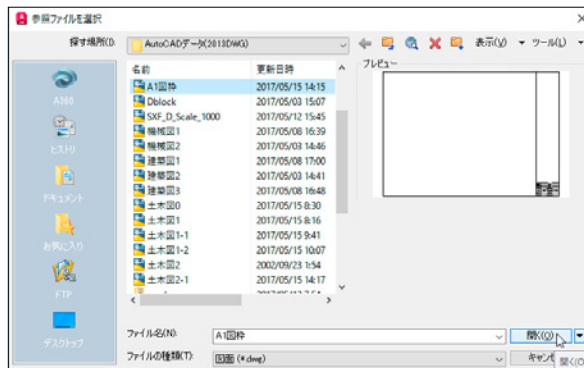 参照ファイルを選択
探す場所(I): AutoCADデータ(2013DWG) 表示(V) ツール(L)
名前 更新日時 プレビュー
A1図枠 2017/05/15 14:15
Dblock 2017/05/03 15:07
SXF_D_Scale_1000 2017/05/12 15:45
機械図1 2017/05/08 16:39
機械図2 2017/05/03 14:46
建築図1 2017/05/08 17:00
建築図2 2017/05/03 14:41
建築図3 2017/05/08 16:48
土木図0 2017/05/15 8:30
土木図1 2017/05/15 8:16
土木図1-1 2017/05/15 9:41
土木図1-2 2017/05/15 10:07
土木図2 2002/09/23 1:54
土木図2-1 2017/05/15 14:17
A360
ヒストリ
ドキュメント
お気に入り
FTP
デスクトップ
ファイル名(N): A1図枠 開く(O)
ファイルの種類(T): 図面 (*.dwg) キャンセ
開く(O